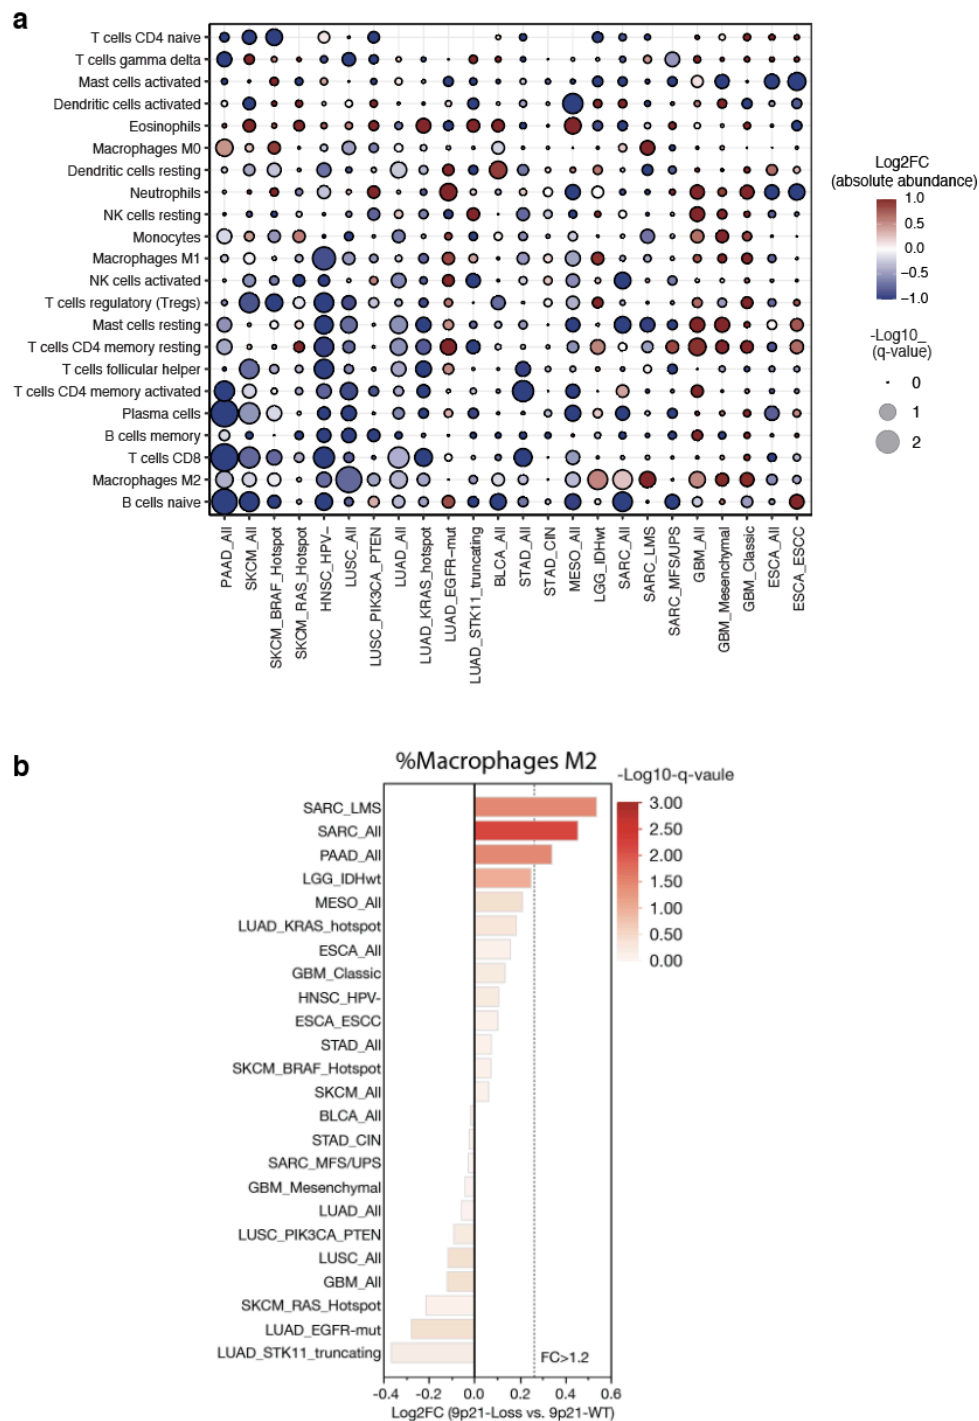 a
T cells CD4 naive
T cells gamma delta
Mast cells activated
Dendritic cells activated
Eosinophils
Macrophages M0
Dendritic cells resting
Neutrophils
NK cells resting
Monocytes
Macrophages M1
NK cells activated
T cells regulatory (Tregs)
Mast cells resting
T cells CD4 memory resting
T cells follicular helper
T cells CD4 memory activated
Plasma cells
B cells memory
T cells CD8
Macrophages M2
B cells naive
PAAD_All
SKCM_All
SKCM_BRAF_Hotspot
SKCM_RAS_Hotspot
HNSC_HPV-
LUSC_All
LUSC_PIK3CA_PTEN
LUAD_All
LUAD_KRAS_hotspot
LUAD_EGFR-mut
LUAD_STK11_truncating
BLCA_All
STAD_All
STAD_CIN
MESO_All
LGG_IDHwt
SARC_All
SARC_LMS
SARC_MFS/UPS
GBM_All
GBM_Mesenchymal
GBM_Classic
ESCA_All
ESCA_ESCC
Log2FC
(absolute abundance)
1.0
0.5
0.0
-0.5
-1.0
-Log10_
(q-value)
0
1
2
b
%Macrophages M2
-Log10-q-vaule
3.00
2.50
2.00
1.50
1.00
0.50
0.00
SARC_LMS
SARC_All
PAAD_All
LGG_IDHwt
MESO_All
LUAD_KRAS_hotspot
ESCA_All
GBM_Classic
HNSC_HPV-
ESCA_ESCC
STAD_All
SKCM_BRAF_Hotspot
SKCM_All
BLCA_All
STAD_CIN
SARC_MFS/UPS
GBM_Mesenchymal
LUAD_All
LUSC_PIK3CA_PTEN
LUSC_All
GBM_All
SKCM_RAS_Hotspot
LUAD_EGFR-mut
LUAD_STK11_truncating
FC>1.2
-0.4 -0.2 0.0 0.2 0.4 0.6
Log2FC (9p21-Loss vs. 9p21-WT)